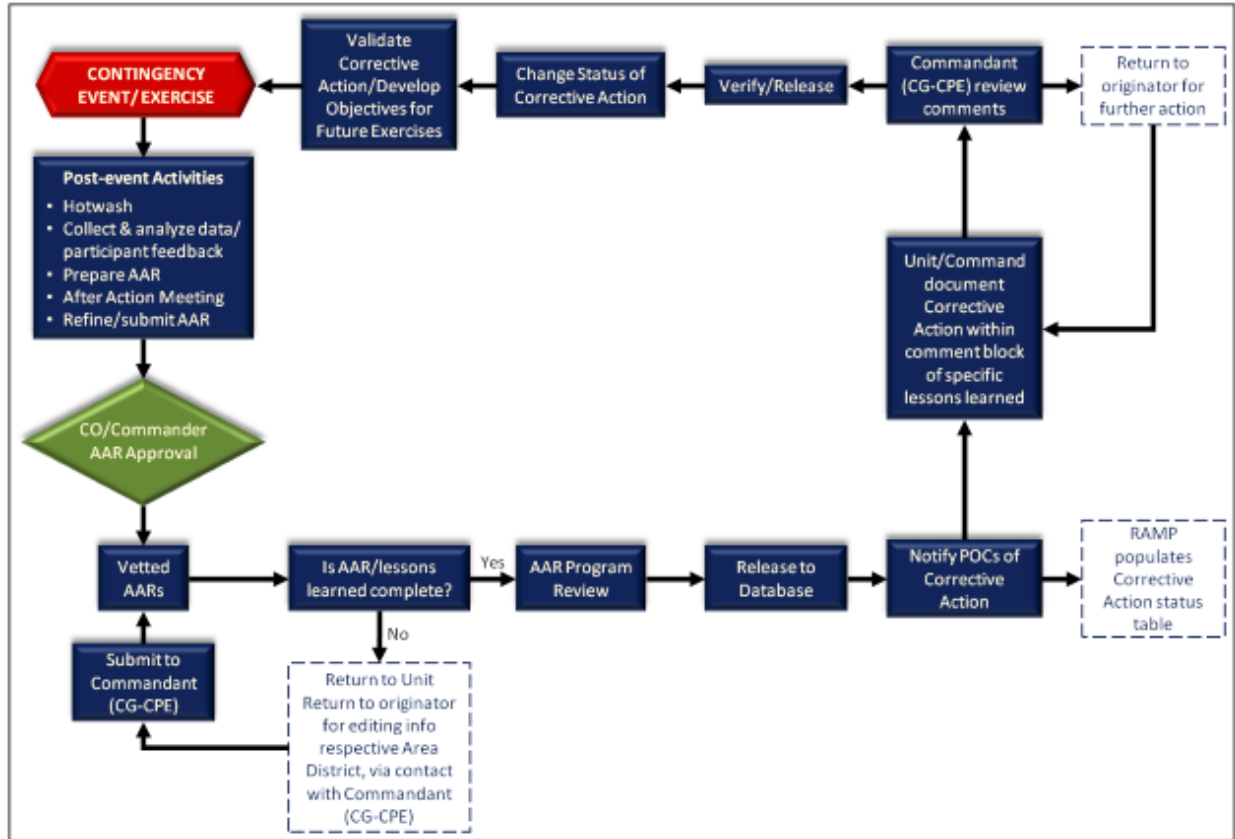 CONTINGENCY
EVENT/ EXERCISE
Validate
Corrective
Action/Develop
Objectives for
Future Exercises
Change Status of
Corrective Action
Verify/Release
Commandant
(CG-CPE) review
comments
Return to
originator for
further action
Post-event Activities
• Hotwash
• Collect & analyze data/
participant feedback
• Prepare AAR
• After Action Meeting
• Refine/submit AAR
Unit/Command
document
Corrective
Action within
comment block
of specific
lessons learned
CO/Commander
AAR Approval
Vetted
AARs
Is AAR/lessons
learned complete?
Yes
AAR Program
Review
Release to
Database
Notify POCs of
Corrective
Action
RAMP
populates
Corrective
Action status
table
No
Submit to
Commandant
(CG-CPE)
Return to Unit
Return to originator
for editing info
respective Area
District, via contact
with Commandant
(CG-CPE)